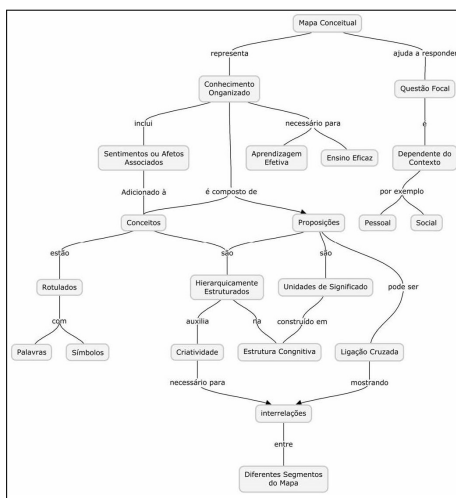 Mapa Conceitual
representa
ajuda a responder
Conhecimento
Organizado
Questão Focal
inclui
necessário para
e
Sentimentos ou Afetos
Associados
Aprendizagem
Efetiva
Ensino Eficaz
Dependente do
Contexto
Adicionado à
é composto de
por exemplo
Conceitos
Proposições
Pessoal
Social
estão
são
são
Rotulados
Hierarquicamente
Estruturados
Unidades de Significado
pode ser
com
auxilia
na
construido em
Palavras
Símbolos
Criatividade
Estrutura Congnitiva
Ligação Cruzada
necessário para
mostrando
interrelações
entre
Diferentes Segmentos
do Mapa